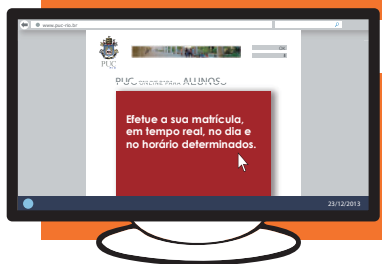 www.puc-rio.br
PUC
PUC ONLINE PARA ALUNOS
Efetue a sua matrícula,
em tempo real, no dia e
no horário determinados.
23/12/2013